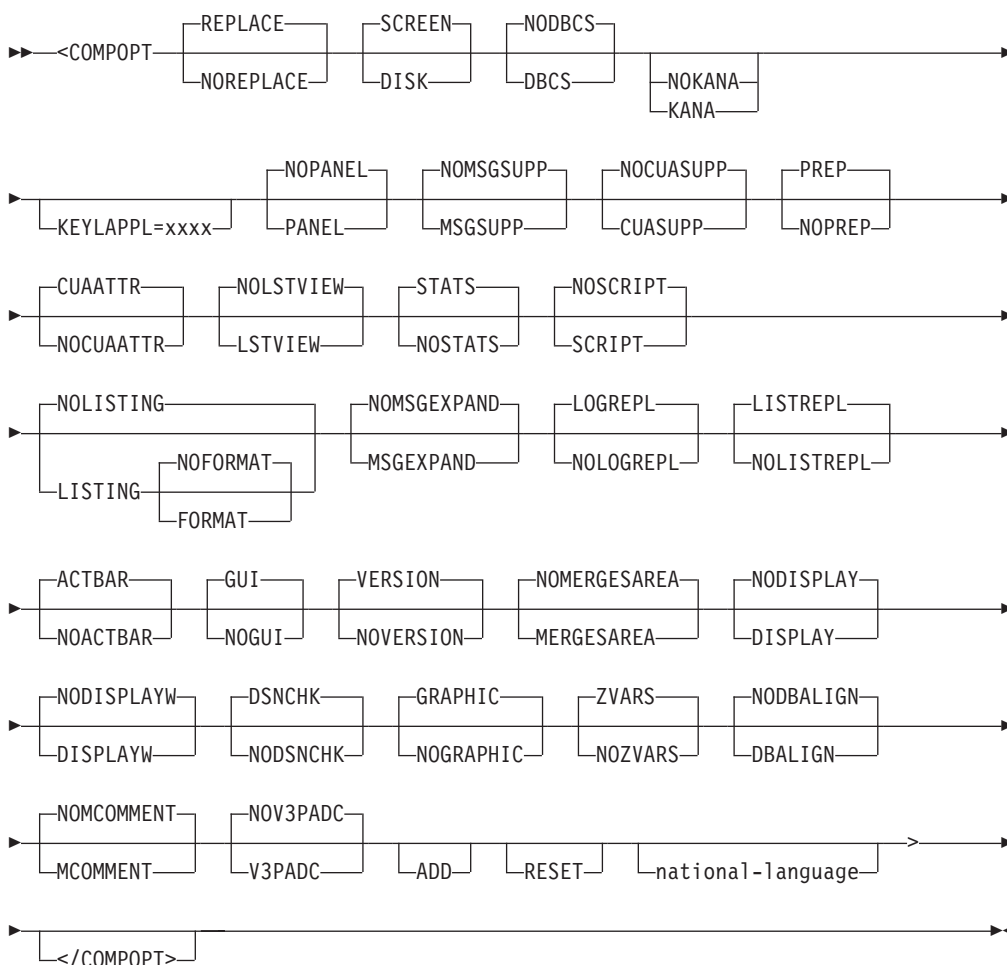 REPLACE SCREEN NODBCS
<COMPOPT
NOREPLACE DISK DBCS NOKANA
KANA
NOPANEL NOMSGSUPP NOCUASUPP PREP
KEYLAPPL=xxxx PANEL MSGSUPP CUASUPP NOPREP
CUAATTR NOLSTVIEW STATS NOSCRIPT
NOCUAATTR LSTVIEW NOSTATS SCRIPT
NOLISTING NOMSGEXPAND LOGREPL LISTREPL
NOFORMAT MSGEXPAND NOLOGREPL NOLISTREPL
LISTING
FORMAT
ACTBAR GUI VERSION NOMERGESAREA NODISPLAY
NOACTBAR NOGUI NOVERSION MERGESAREA DISPLAY
NODISPLAYW DSNCHK GRAPHIC ZVARS NODBALIGN
DISPLAYW NODSNCHK NOGRAPHIC NOZVARS DBALIGN
NOMCOMMENT NOV3PADC
>
MCOMMENT V3PADC ADD RESET national-language
</COMPOPT>